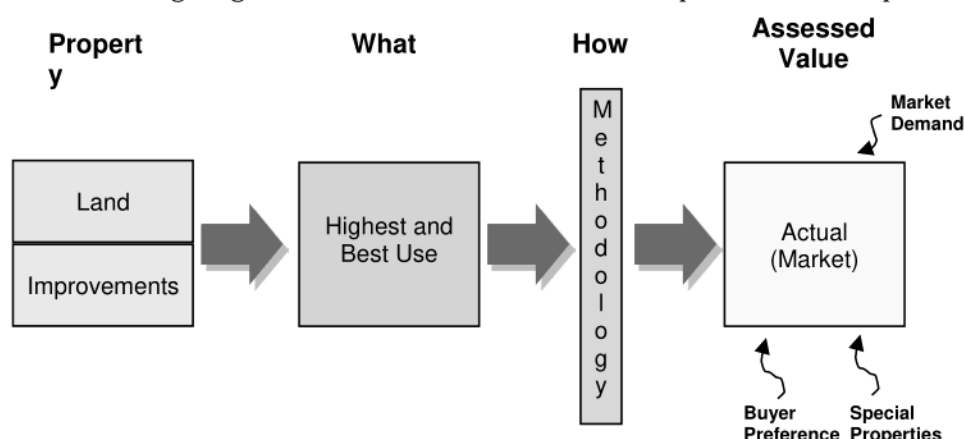 Propert
y
What
How
Assessed
Value
Market
Demand
Land
Improvements
Highest and
Best Use
Methodology
Actual
(Market)
Buyer
Preference
Special
Properties